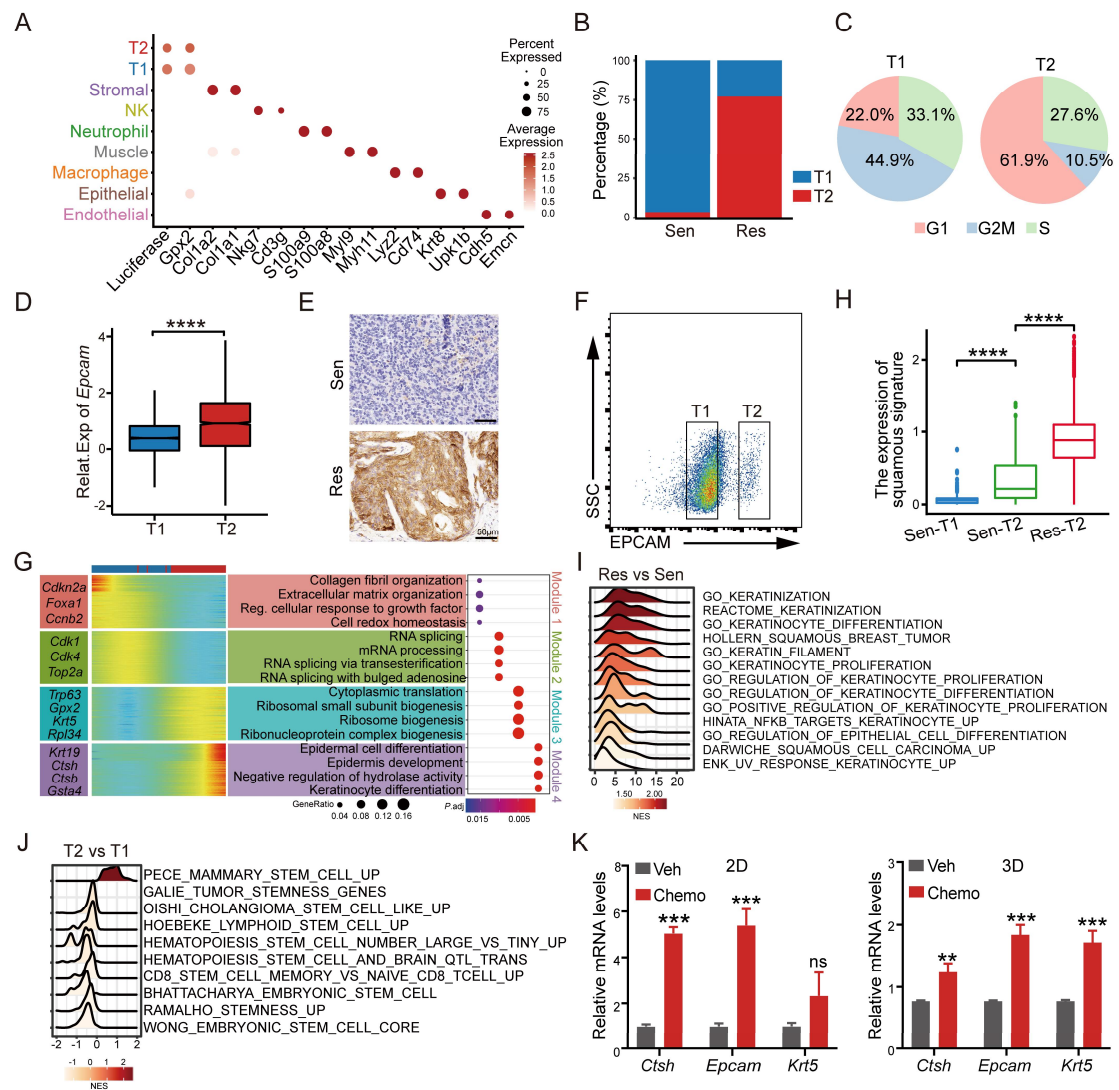 A
T2
T1
Stromal
NK
Neutrophil
Muscle
Macrophage
Epithelial
Endothelial
Luciferase
Gpx2
Col1a2
Col1a1
Nkg7
Cd3g
S100a9
S100a8
Myl9
Myh11
Lyz2
Cd74
Krt8
Upk1b
Cdh5
Emcn
Percent
Expressed
0
25
50
75
Average
Expression
2.5
2.0
1.5
1.0
0.5
0.0
B
Percentage (%)
100
75
50
25
0
Sen
Res
T1
T2
C
T1
T2
22.0%
33.1%
44.9%
27.6%
61.9%
10.5%
G1
G2M
S
D
Relat.Exp of Epcam
4
2
0
-2
****
T1
T2
E
Sen
Res
50μm
F
T1
T2
SSC
EPCAM
H
The expression of
squamous signature
2
1
0
****
****
Sen-T1
Sen-T2
Res-T2
G
Cdkn2a
Foxa1
Ccnb2
Cdk1
Cdk4
Top2a
Trp63
Gpx2
Krt5
Rpl34
Krt19
Ctsh
Ctsb
Gsta4
Collagen fibril organization
Extracellular matrix organization
Reg. cellular response to growth factor
Cell redox homeostasis
RNA splicing
mRNA processing
RNA splicing via transesterification
RNA splicing with bulged adenosine
Cytoplasmic translation
Ribosomal small subunit biogenesis
Ribosome biogenesis
Ribonucleoprotein complex biogenesis
Epidermal cell differentiation
Epidermis development
Negative regulation of hydrolase activity
Keratinocyte differentiation
Module 1
Module 2
Module 3
Module 4
GeneRatio
0.04
0.08
0.12
0.16
P.adj
0.015
0.005
I
Res vs Sen
GO_KERATINIZATION
REACTOME_KERATINIZATION
GO_KERATINOCYTE_DIFFERENTIATION
HOLLERN_SQUAMOUS_BREAST_TUMOR
GO_KERATIN_FILAMENT
GO_KERATINOCYTE_PROLIFERATION
GO_REGULATION_OF_KERATINOCYTE_PROLIFERATION
GO_REGULATION_OF_KERATINOCYTE_DIFFERENTIATION
GO_POSITIVE_REGULATION_OF_KERATINOCYTE_PROLIFERATION
HINATA_NFKB_TARGETS_KERATINOCYTE_UP
GO_REGULATION_OF_EPITHELIAL_CELL_DIFFERENTIATION
DARWICHE_SQUAMOUS_CELL_CARCINOMA_UP
ENK_UV_RESPONSE_KERATINOCYTE_UP
0 5 10 15 20
1.50 2.00
NES
J
T2 vs T1
PECE_MAMMARY_STEM_CELL_UP
GALIE_TUMOR_STEMNESS_GENES
OISHI_CHOLANGIOMA_STEM_CELL_LIKE_UP
HOEBEKE_LYMPHOID_STEM_CELL_UP
HEMATOPOIESIS_STEM_CELL_NUMBER_LARGE_VS_TINY_UP
HEMATOPOIESIS_STEM_CELL_AND_BRAIN_QTL_TRANS
CD8_STEM_CELL_MEMORY_VS_NAIVE_CD8_TCELL_UP
BHATTACHARYA_EMBRYONIC_STEM_CELL
RAMALHO_STEMNESS_UP
WONG_EMBRYONIC_STEM_CELL_CORE
-2 -1 0 1 2
-1 0 1 2
NES
K
Relative mRNA levels
8
6
4
2
0
Veh
Chemo
2D
***
***
ns
Ctsh
Epcam
Krt5
Relative mRNA levels
3
2
1
0
Veh
Chemo
3D
**
***
***
Ctsh
Epcam
Krt5